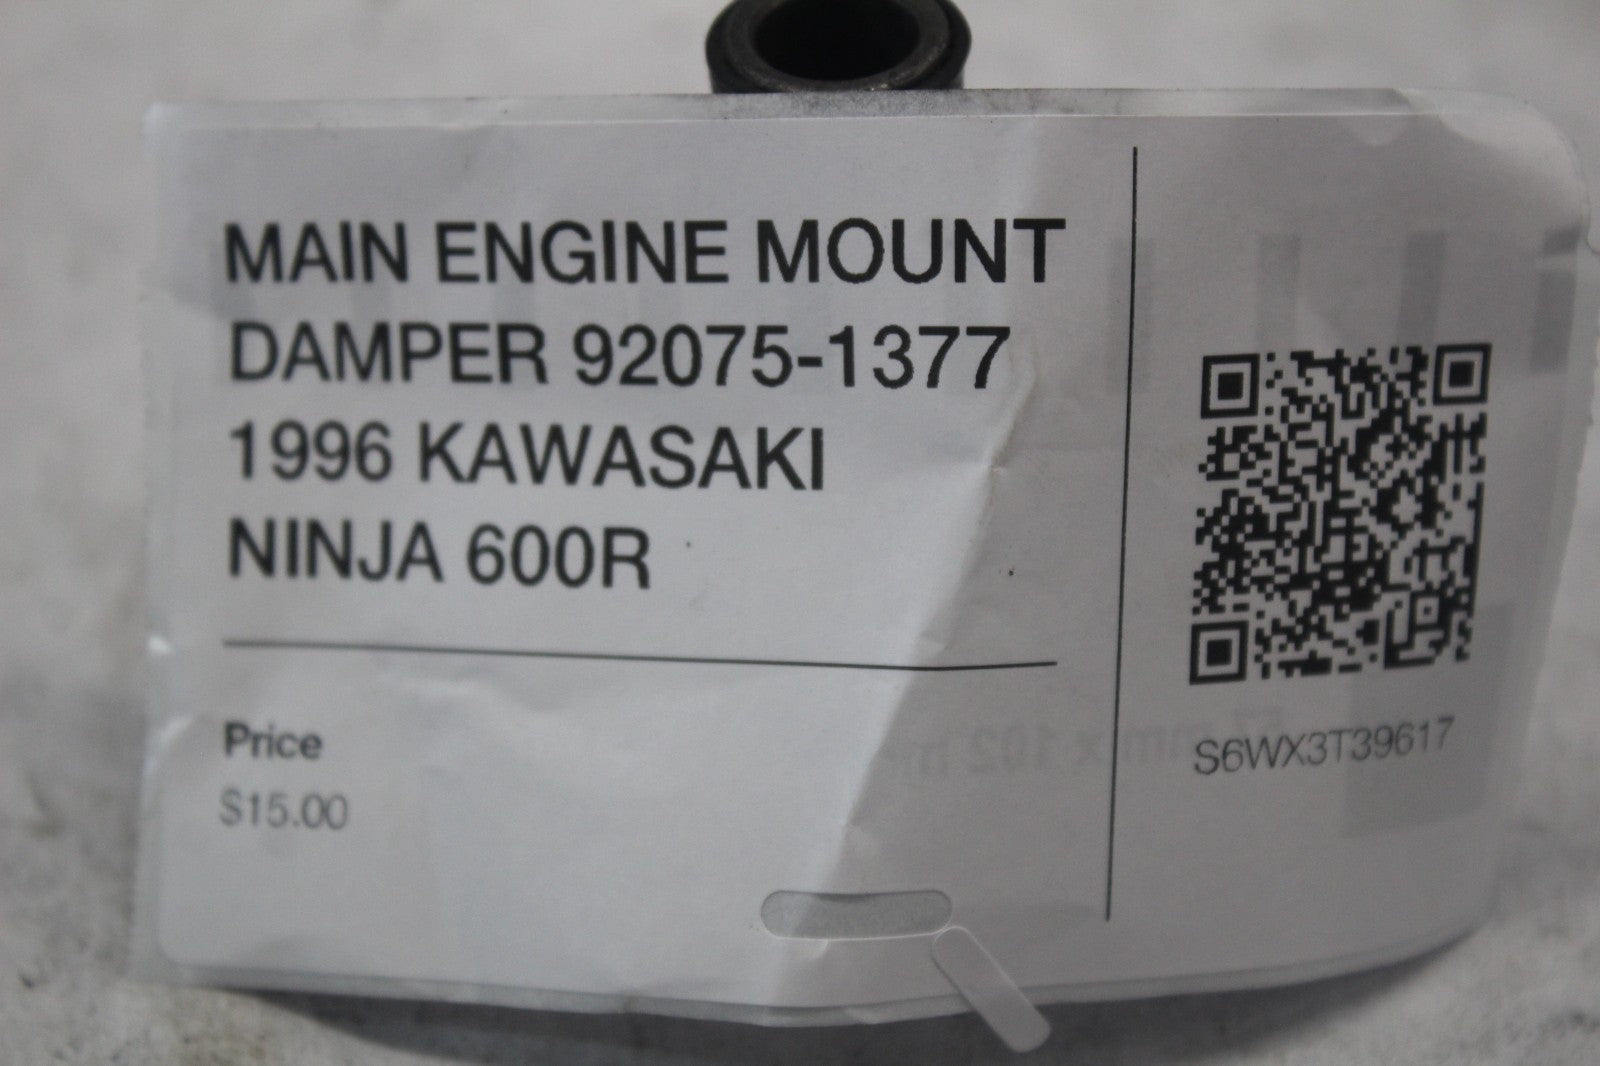 MAIN ENGINE MOUNT
DAMPER 92075-1377
1996 KAWASAKI
NINJA 600R
Price
$15.00
S6WX3T39617